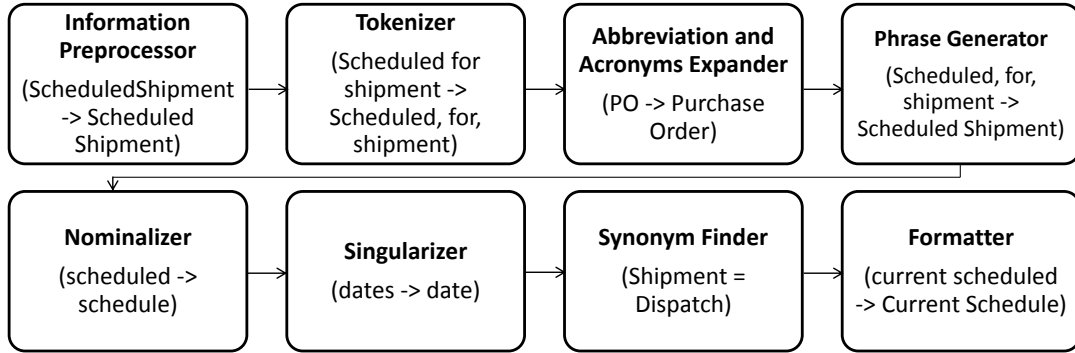 Information
Preprocessor
(ScheduledShipment
-> Scheduled
Shipment)
Tokenizer
(Scheduled for
shipment ->
Scheduled, for,
shipment)
Abbreviation and
Acronyms Expander
(PO -> Purchase
Order)
Phrase Generator
(Scheduled, for,
shipment ->
Scheduled Shipment)
Nominalizer
(scheduled ->
schedule)
Singularizer
(dates -> date)
Synonym Finder
(Shipment =
Dispatch)
Formatter
(current scheduled
-> Current Schedule)